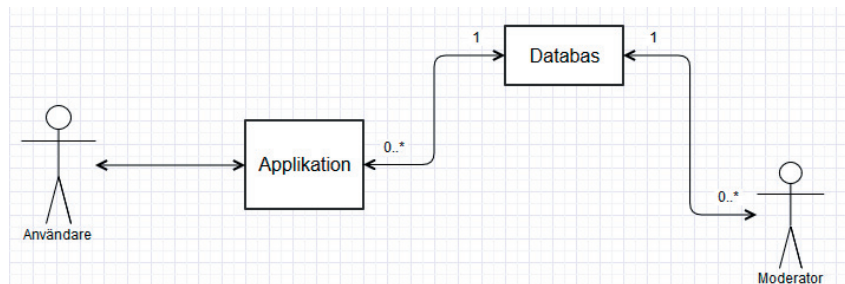 1
Databas
1
0..*
Applikation
Användare
0..*
Moderator